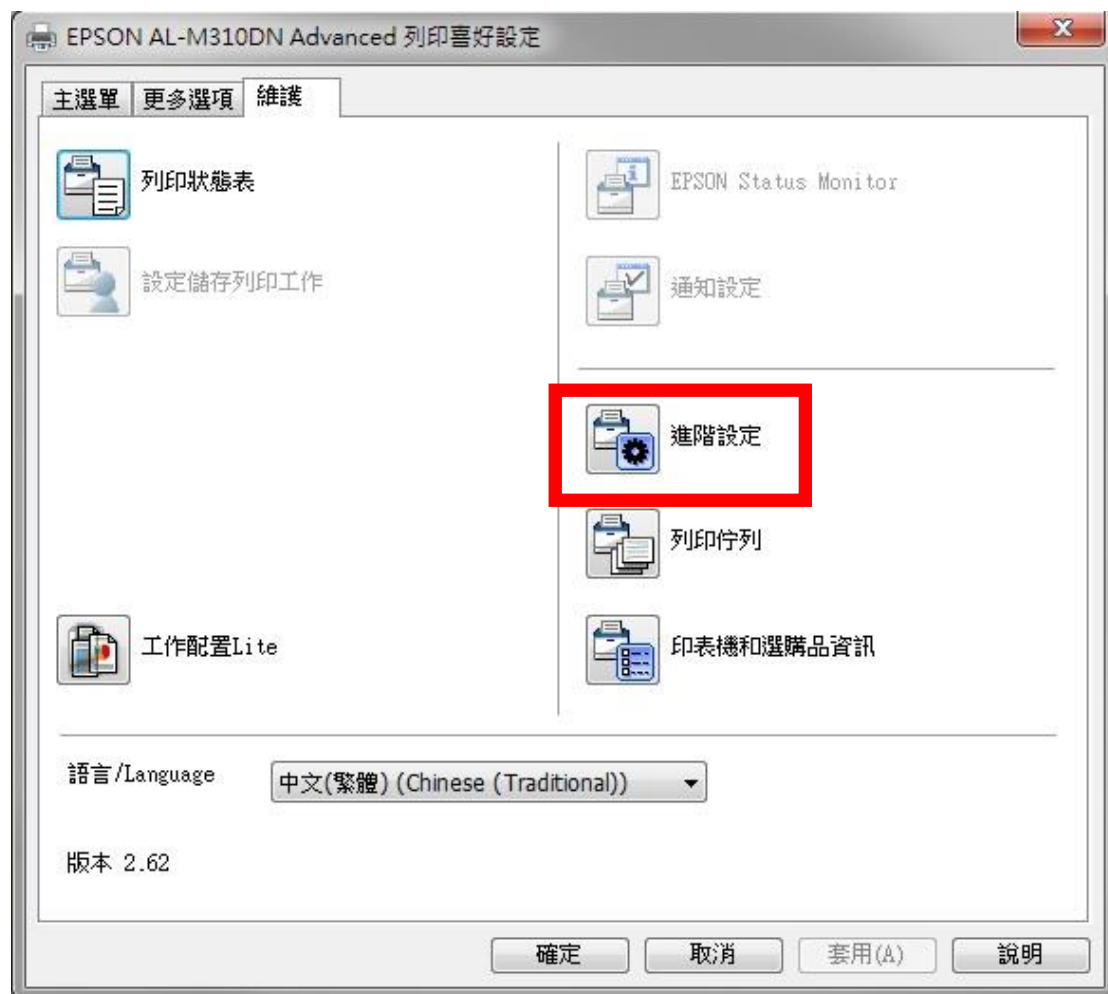 EPSON AL-M310DN Advanced 列印喜好設定
主選單 更多選項 維護
列印狀態表
設定儲存列印工作
工作配置Lite
EPSON Status Monitor
通知設定
進階設定
列印佇列
印表機和選購品資訊
語言/Language 中文(繁體) (Chinese (Traditional))
版本 2.62
確定 取消 套用(A) 說明